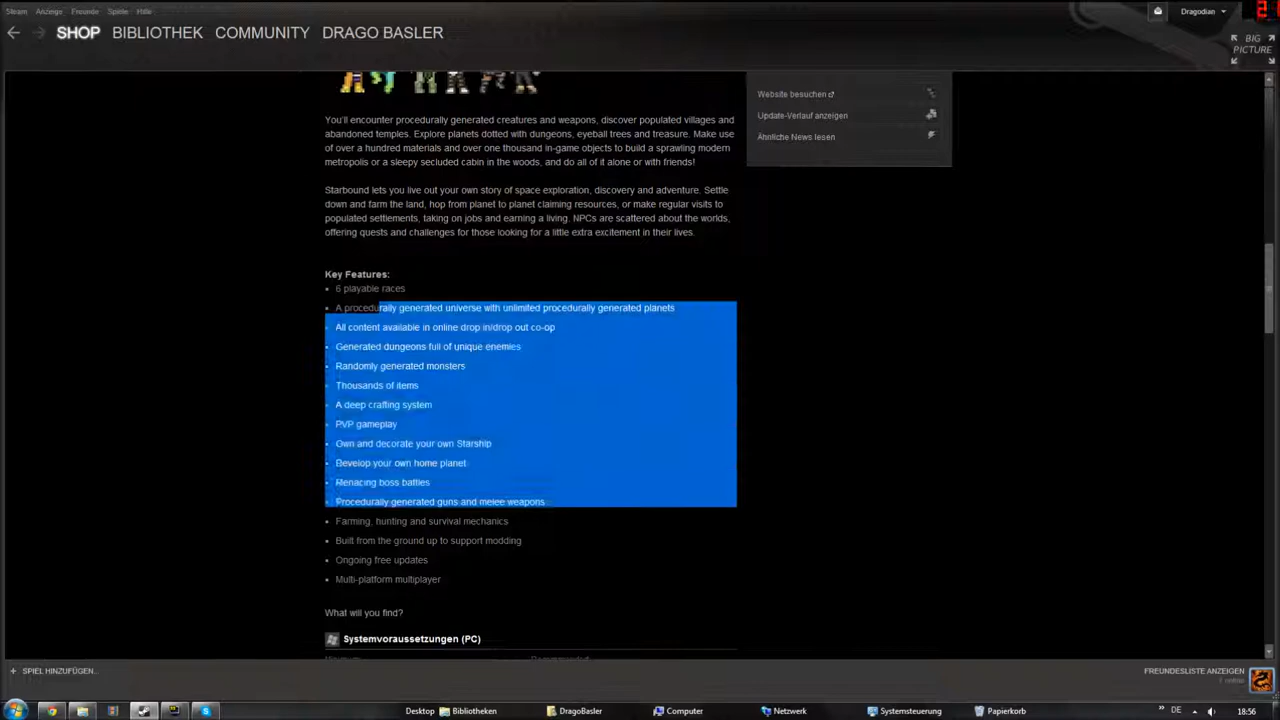 Steam Anzeige Freunde Spiele Hilfe
Dragodian
SHOP BIBLIOTHEK COMMUNITY DRAGO BASLER
BIG
PICTURE
Website besuchen
Update-Verlauf anzeigen
Ähnliche News lesen
You'll encounter procedurally generated creatures and weapons, discover populated villages and
abandoned temples. Explore planets dotted with dungeons, eyeball trees and treasure. Make use
of over a hundred materials and over one thousand in-game objects to build a sprawling modern
metropolis or a sleepy secluded cabin in the woods, and do all of it alone or with friends!
Starbound lets you live out your own story of space exploration, discovery and adventure. Settle
down and farm the land, hop from planet to planet claiming resources, or make regular visits to
populated settlements, taking on jobs and earning a living. NPCs are scattered about the worlds,
offering quests and challenges for those looking for a little extra excitement in their lives.
Key Features:
• 6 playable races
• A procedurally generated universe with unlimited procedurally generated planets
• All content available in online drop in/drop out co-op
• Generated dungeons full of unique enemies
• Randomly generated monsters
• Thousands of items
• A deep crafting system
• PVP gameplay
• Own and decorate your own Starship
• Develop your own home planet
• Menacing boss battles
• Procedurally generated guns and melee weapons
• Farming, hunting and survival mechanics
• Built from the ground up to support modding
• Ongoing free updates
• Multi-platform multiplayer
What will you find?
Systemvoraussetzungen (PC)
+ SPIEL HINZUFÜGEN...
FREUNDESLISTE ANZEIGEN
Desktop Bibliotheken DragoBasler Computer Netzwerk Systemsteuerung Papierkorb » DE 18:56